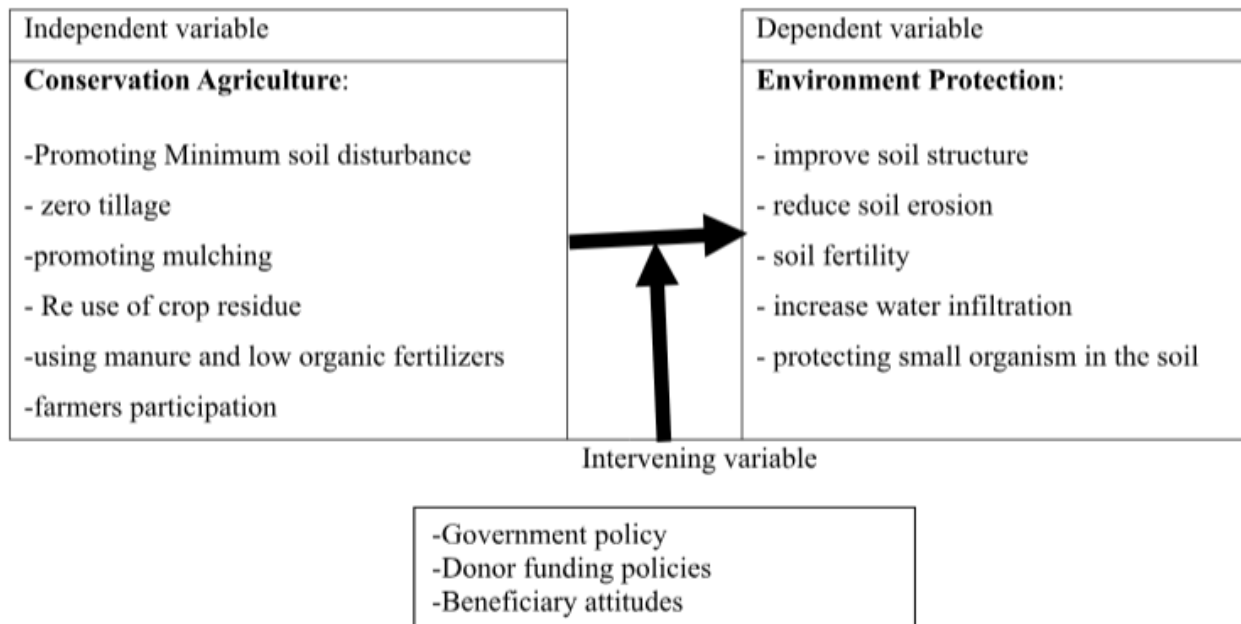 Independent variable
Conservation Agriculture:
-Promoting Minimum soil disturbance
- zero tillage
-promoting mulching
- Re use of crop residue
-using manure and low organic fertilizers
-farmers participation
Dependent variable
Environment Protection:
- improve soil structure
- reduce soil erosion
- soil fertility
- increase water infiltration
- protecting small organism in the soil
Intervening variable
-Government policy
-Donor funding policies
-Beneficiary attitudes